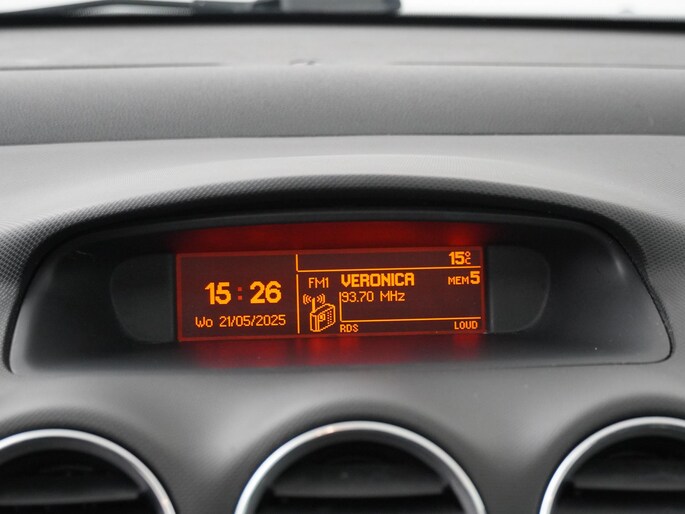 15:26
Wo 21/05/2025
15°C
FM1 VERONICA MEM5
93.70 MHz
RDS LOUD